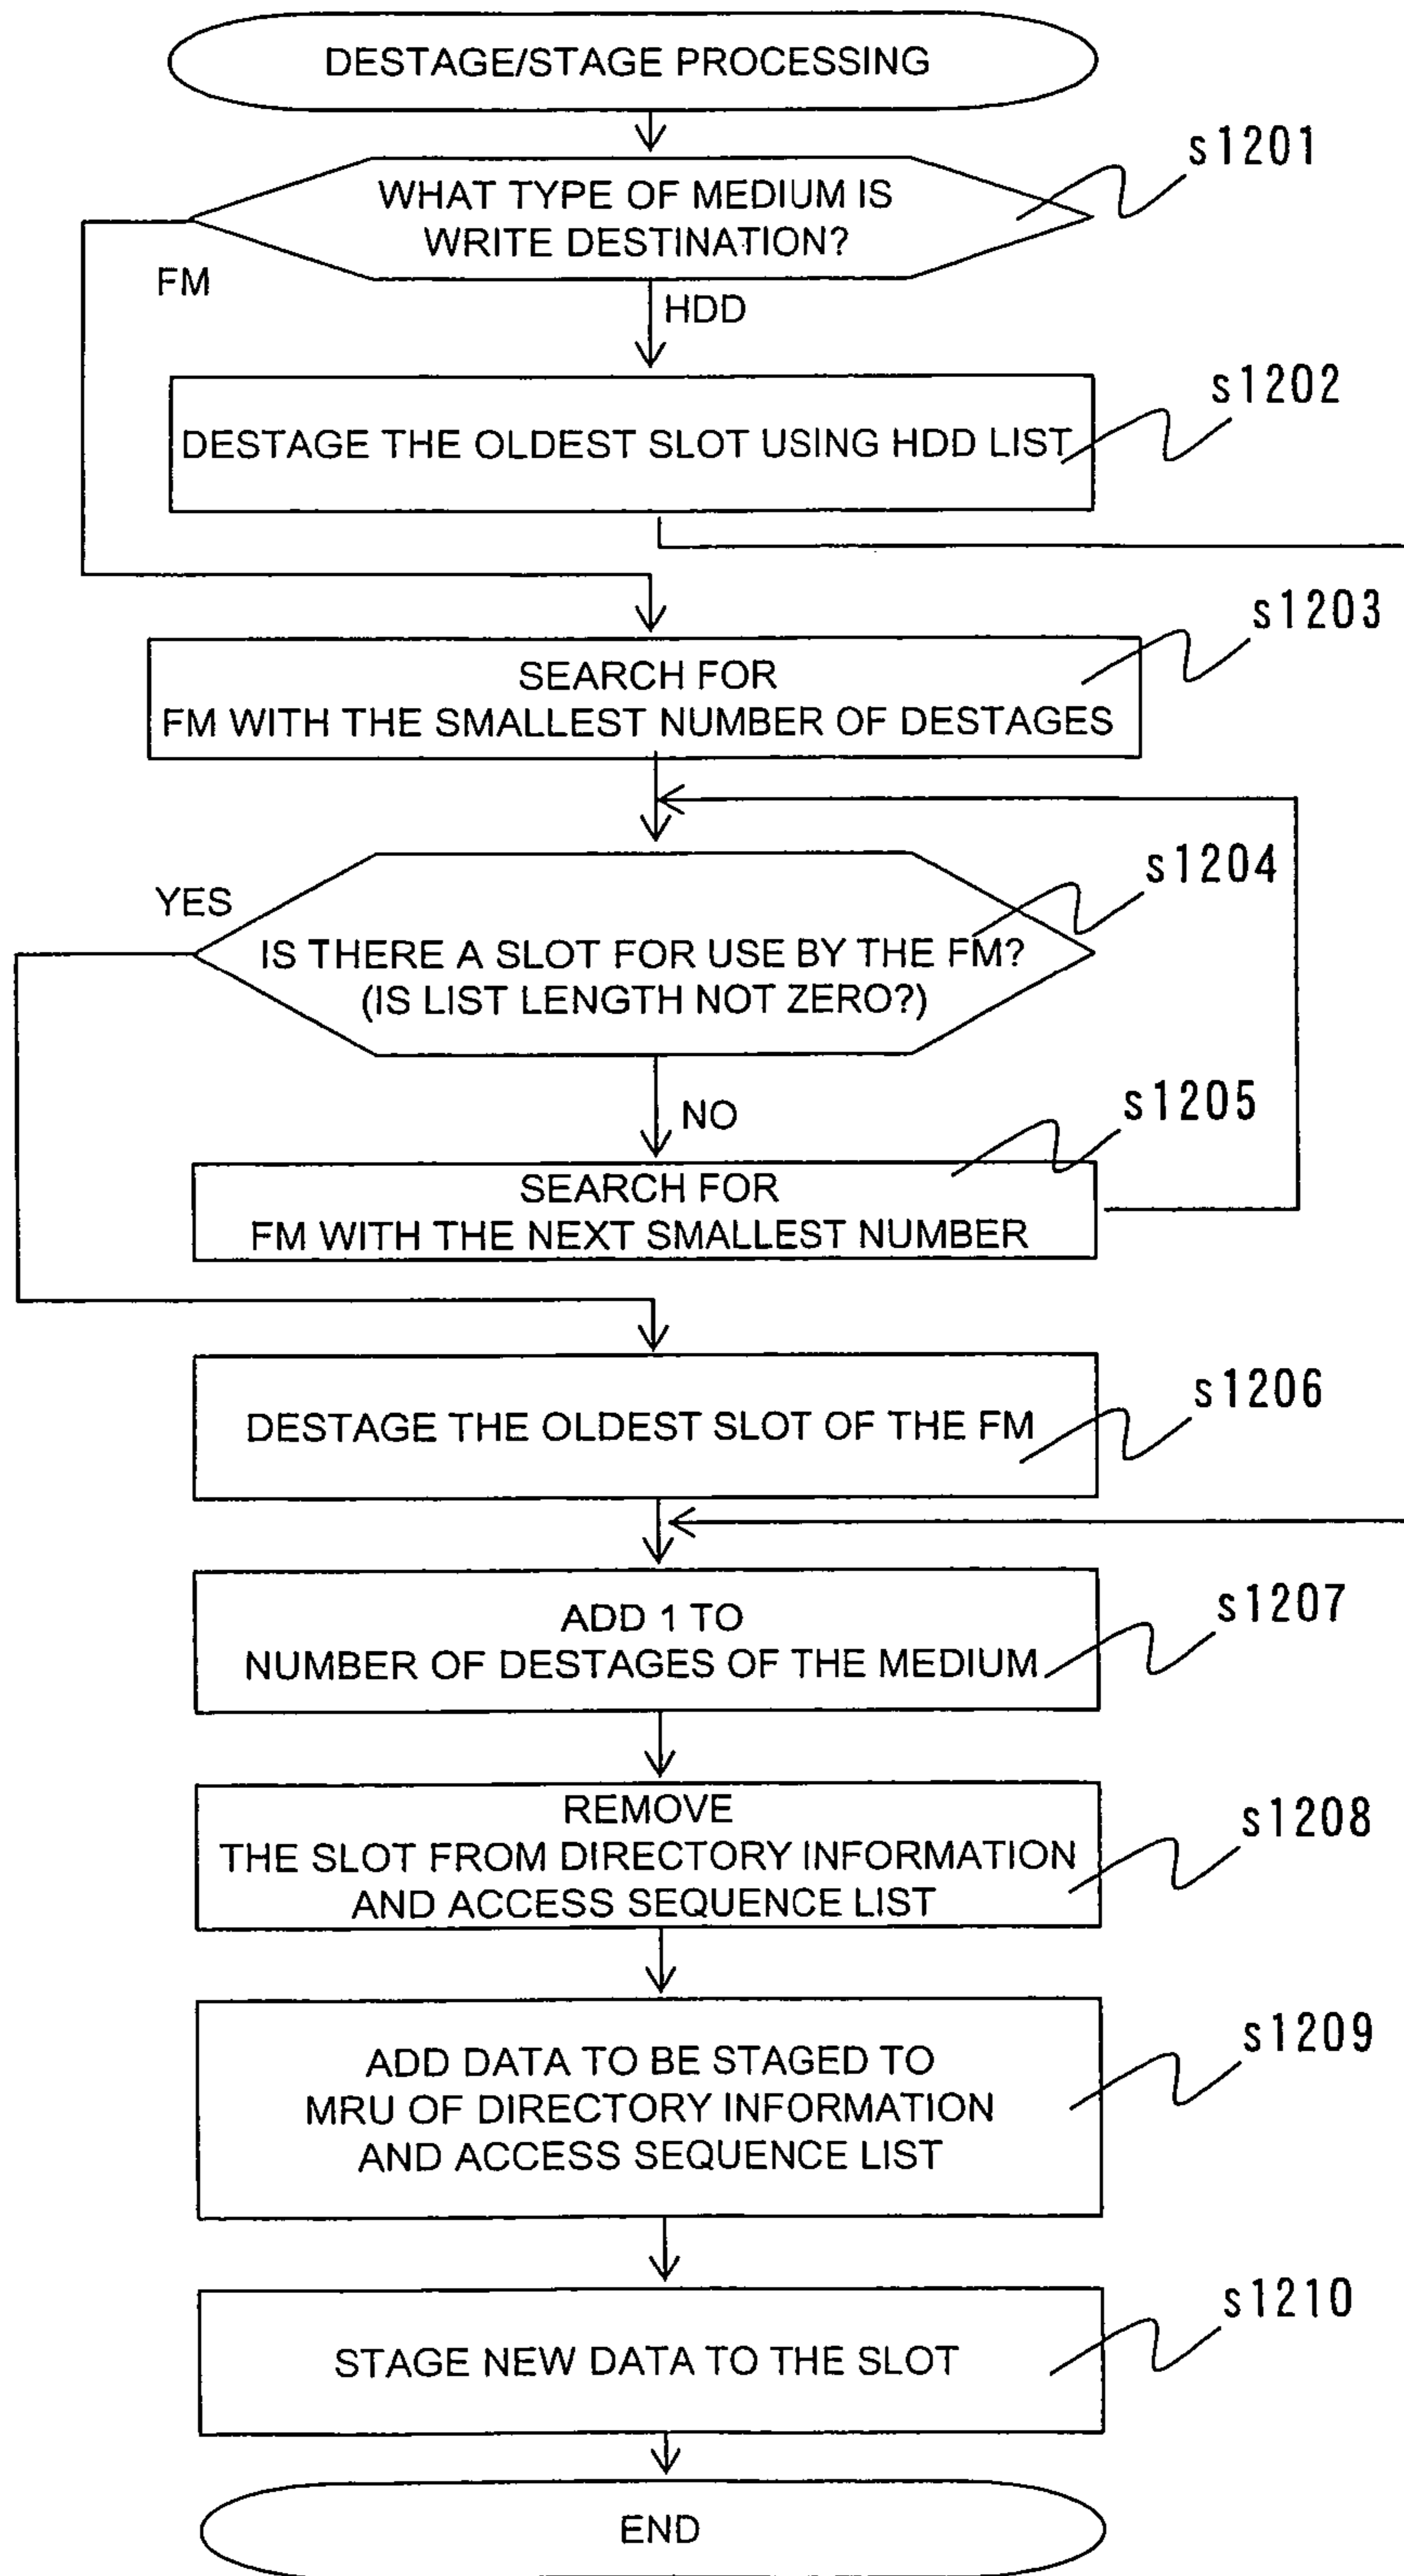 DESTAGE/STAGE PROCESSING
s1201
WHAT TYPE OF MEDIUM IS
WRITE DESTINATION?
FM
HDD
s1202
DESTAGE THE OLDEST SLOT USING HDD LIST
s1203
SEARCH FOR
FM WITH THE SMALLEST NUMBER OF DESTAGES
s1204
YES
IS THERE A SLOT FOR USE BY THE FM?
(IS LIST LENGTH NOT ZERO?)
NO
s1205
SEARCH FOR
FM WITH THE NEXT SMALLEST NUMBER
s1206
DESTAGE THE OLDEST SLOT OF THE FM
s1207
ADD 1 TO
NUMBER OF DESTAGES OF THE MEDIUM
s1208
REMOVE
THE SLOT FROM DIRECTORY INFORMATION
AND ACCESS SEQUENCE LIST
s1209
ADD DATA TO BE STAGED TO
MRU OF DIRECTORY INFORMATION
AND ACCESS SEQUENCE LIST
s1210
STAGE NEW DATA TO THE SLOT
END